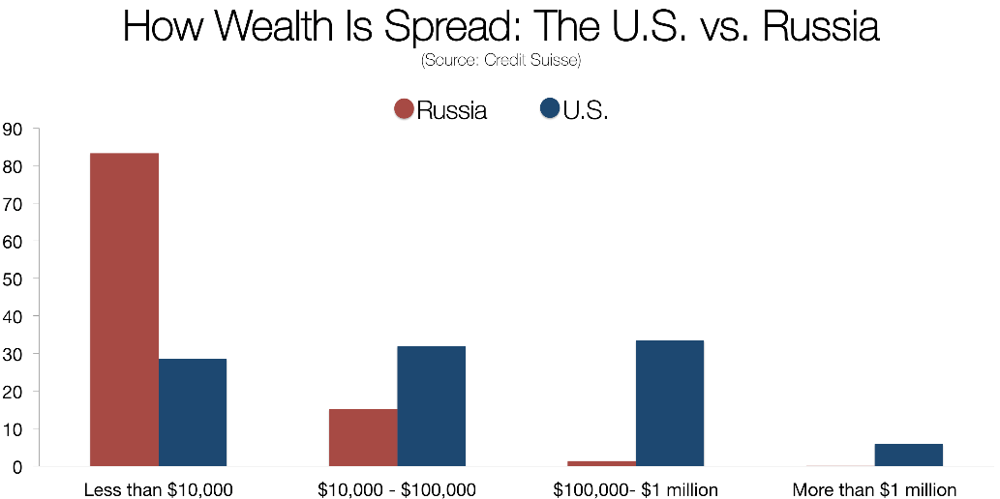 How Wealth Is Spread: The U.S. vs. Russia
(Source: Credit Suisse)
Russia U.S.
90
80
70
60
50
40
30
20
10
0
Less than $10,000 $10,000 - $100,000 $100,000- $1 million More than $1 million